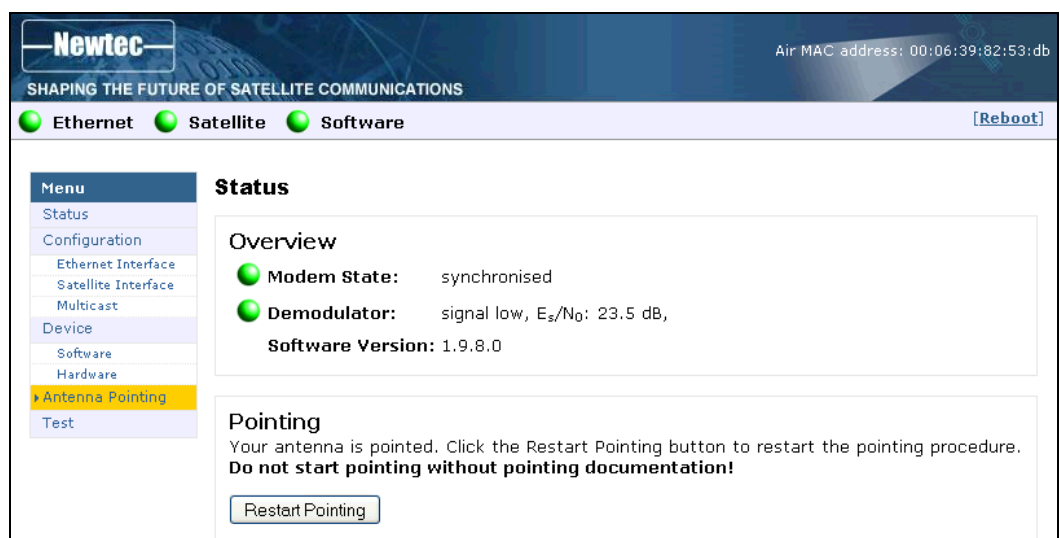 Newtec
Air MAC address: 00:06:39:82:53:db
SHAPING THE FUTURE OF SATELLITE COMMUNICATIONS
Ethernet Satellite Software [Reboot]
Menu
Status
Configuration
Ethernet Interface
Satellite Interface
Multicast
Device
Software
Hardware
Antenna Pointing
Test
Status
Overview
Modem State: synchronised
Demodulator: signal low, Es/N0: 23.5 dB,
Software Version: 1.9.8.0
Pointing
Your antenna is pointed. Click the Restart Pointing button to restart the pointing procedure.
Do not start pointing without pointing documentation!
Restart Pointing